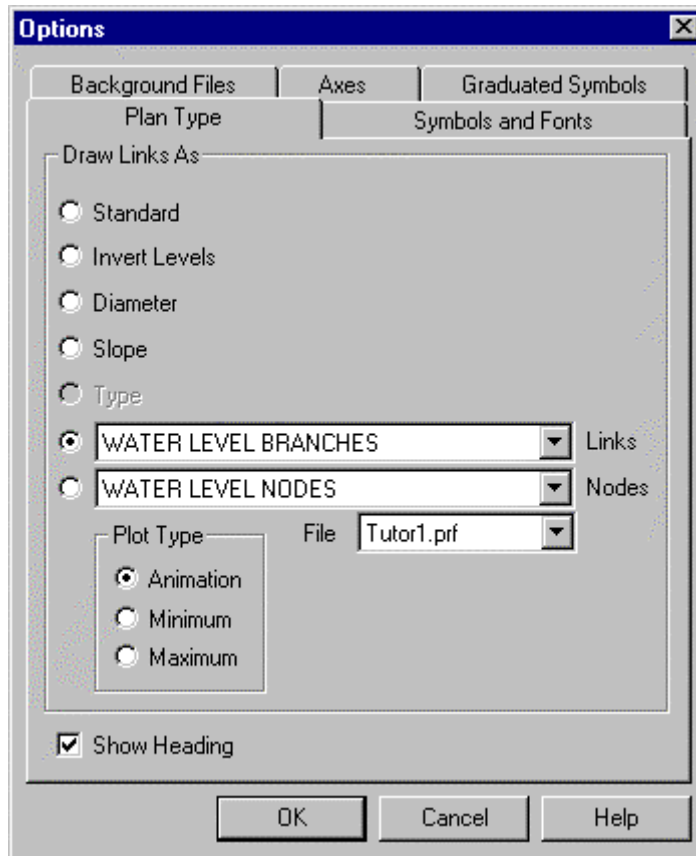 Options
Background Files Axes Graduated Symbols
Plan Type Symbols and Fonts
Draw Links As
Standard
Invert Levels
Diameter
Slope
Type
WATER LEVEL BRANCHES Links
WATER LEVEL NODES Nodes
Plot Type File Tutor1.prf
Animation
Minimum
Maximum
Show Heading
OK Cancel Help